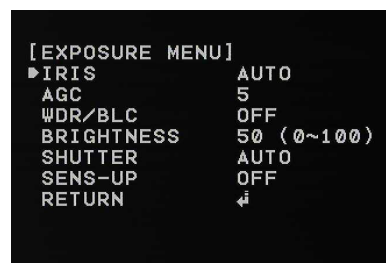 [EXPOSURE MENU]
IRIS AUTO
AGC 5
WDR/BLC OFF
BRIGHTNESS 50 (0~100)
SHUTTER AUTO
SENS-UP OFF
RETURN ↲